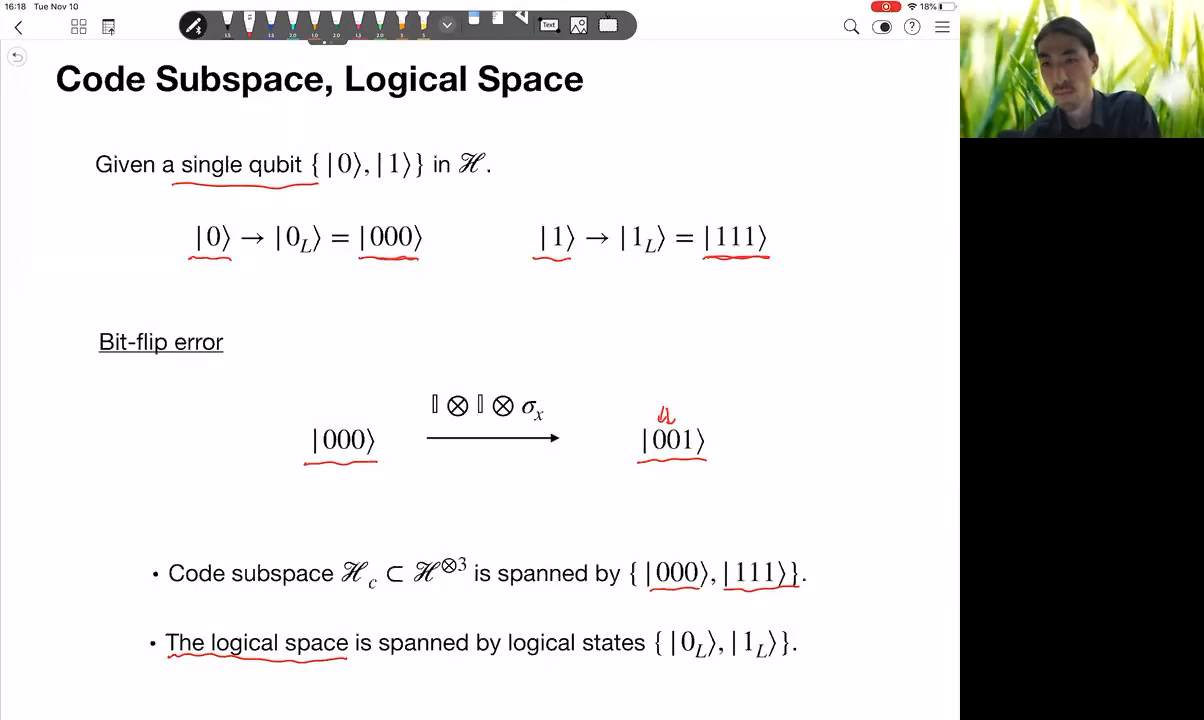 16:18 Tue Nov 10 18%
Text
Code Subspace, Logical Space
Given a single qubit {|0⟩, |1⟩} in ℋ.
|0⟩ → |0_L⟩ = |000⟩ |1⟩ → |1_L⟩ = |111⟩
Bit-flip error
𝕀 ⊗ 𝕀 ⊗ σ_x
|000⟩ |001⟩
• Code subspace ℋ_c ⊂ ℋ^⊗3 is spanned by {|000⟩, |111⟩}.
• The logical space is spanned by logical states {|0_L⟩, |1_L⟩}.